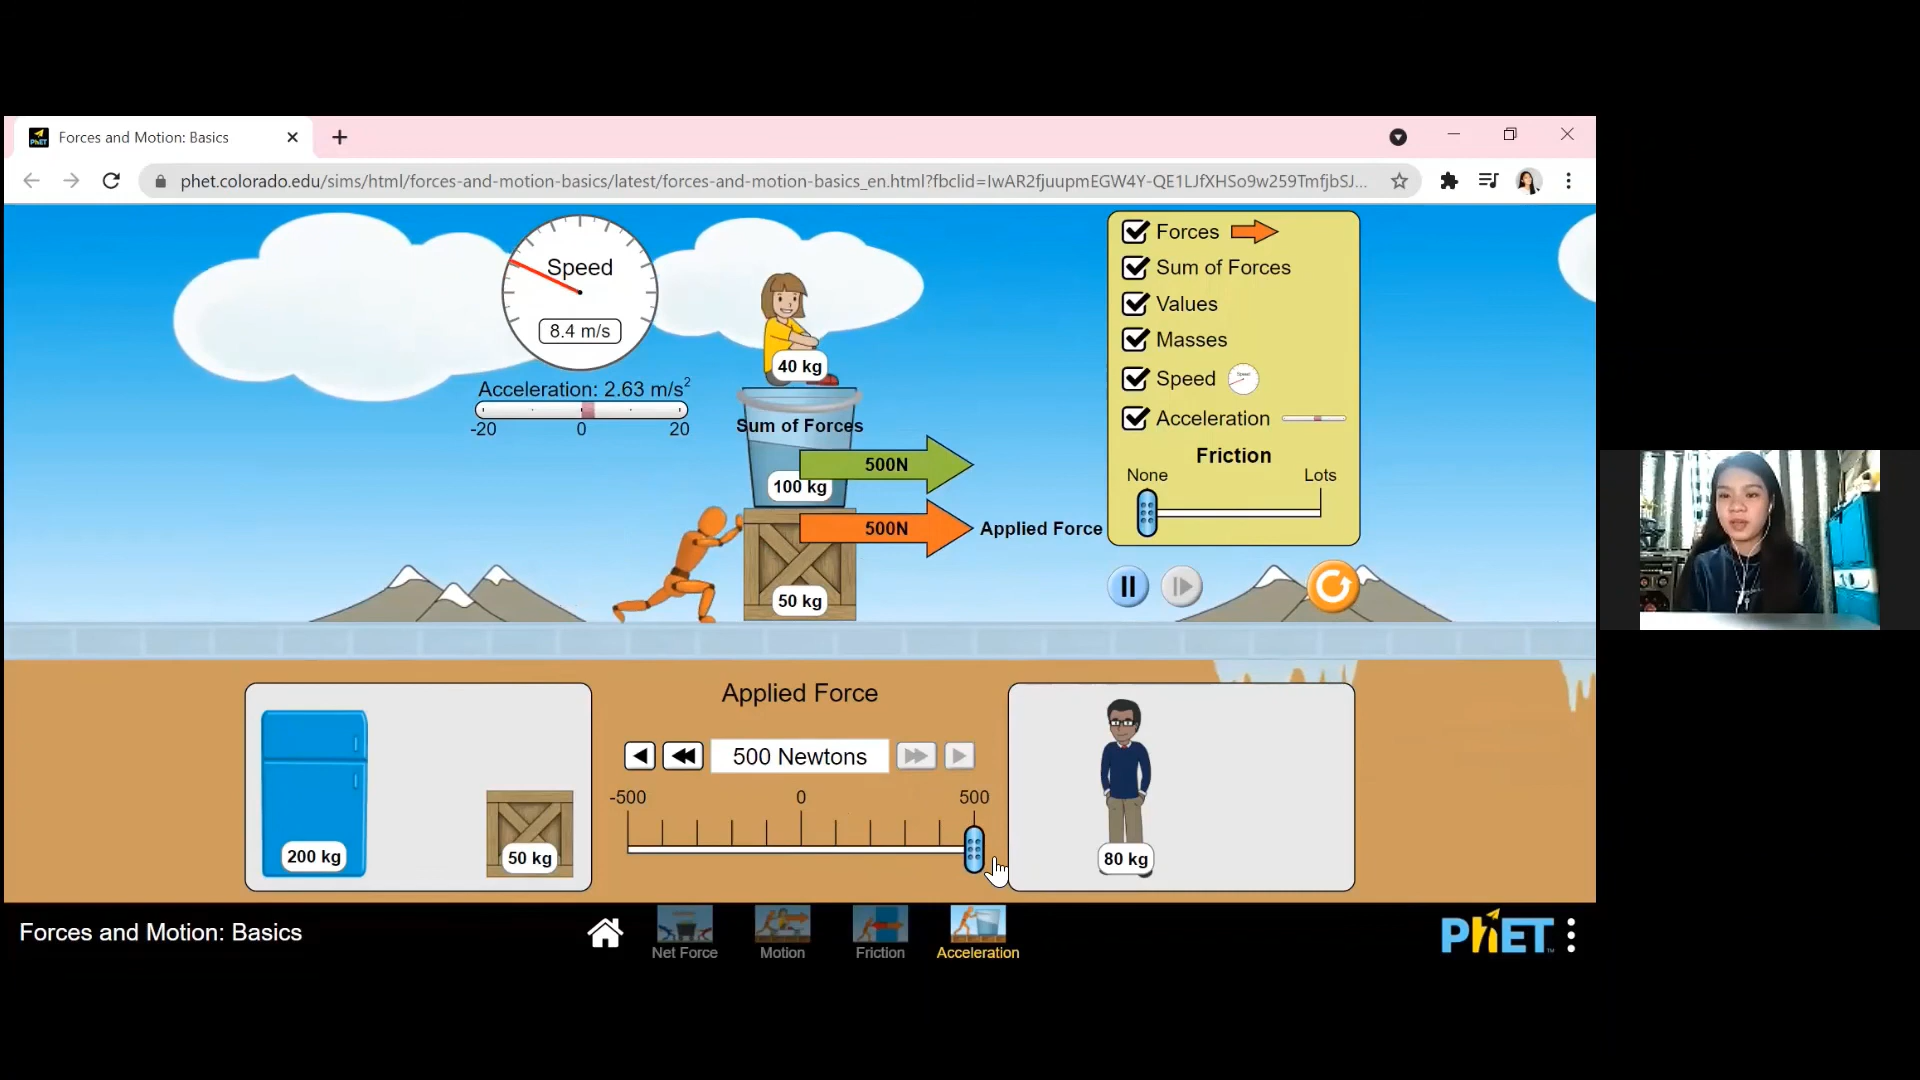 Forces and Motion: Basics
phet.colorado.edu/sims/html/forces-and-motion-basics/latest/forces-and-motion-basics_en.html?fbclid=IwAR2fjuupmEGW4Y-QE1LJfXHSo9w259TmfjbSJ...
Speed
8.4 m/s
Acceleration: 2.63 m/s²
-20 0 20
40 kg
Sum of Forces
500N
100 kg
500N
Applied Force
50 kg
Forces
Sum of Forces
Values
Masses
Speed
Acceleration
Friction
None Lots
Applied Force
500 Newtons
-500 0 500
200 kg
50 kg
80 kg
Forces and Motion: Basics
Net Force
Motion
Friction
Acceleration
PhET